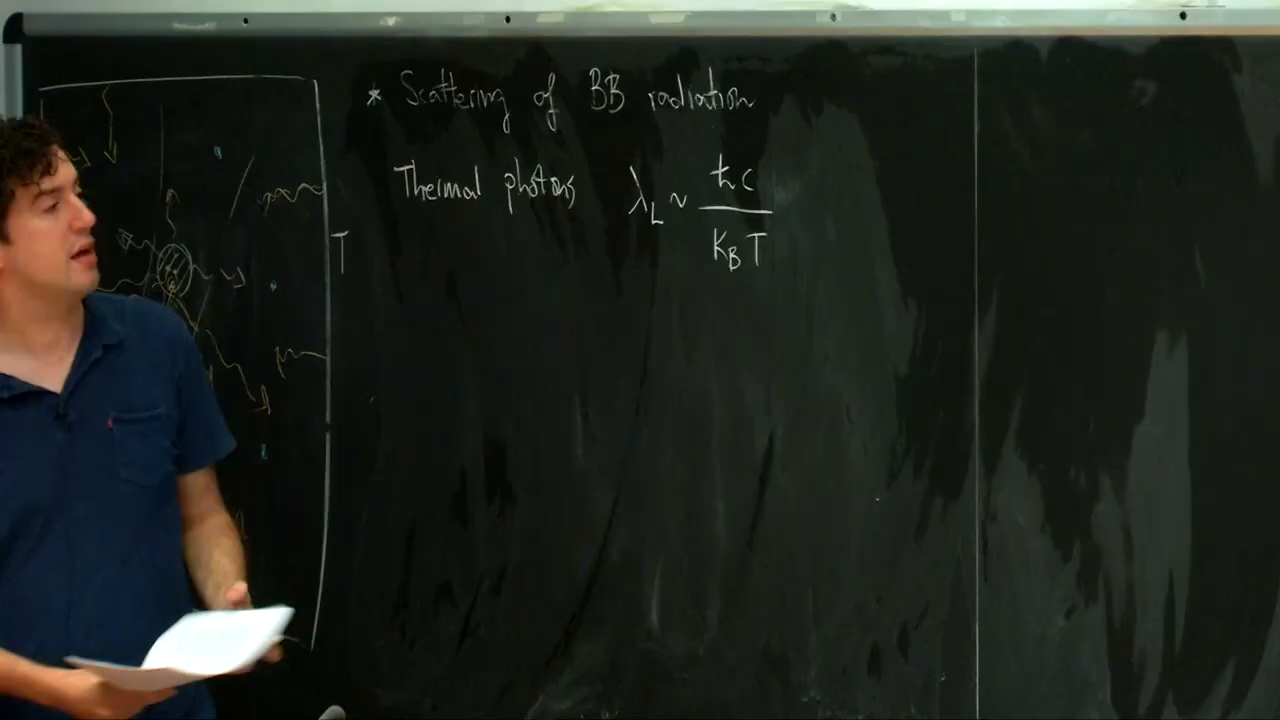 * Scattering of BB radiation
Thermal photons λ_L ~ ħc / K_B T
T